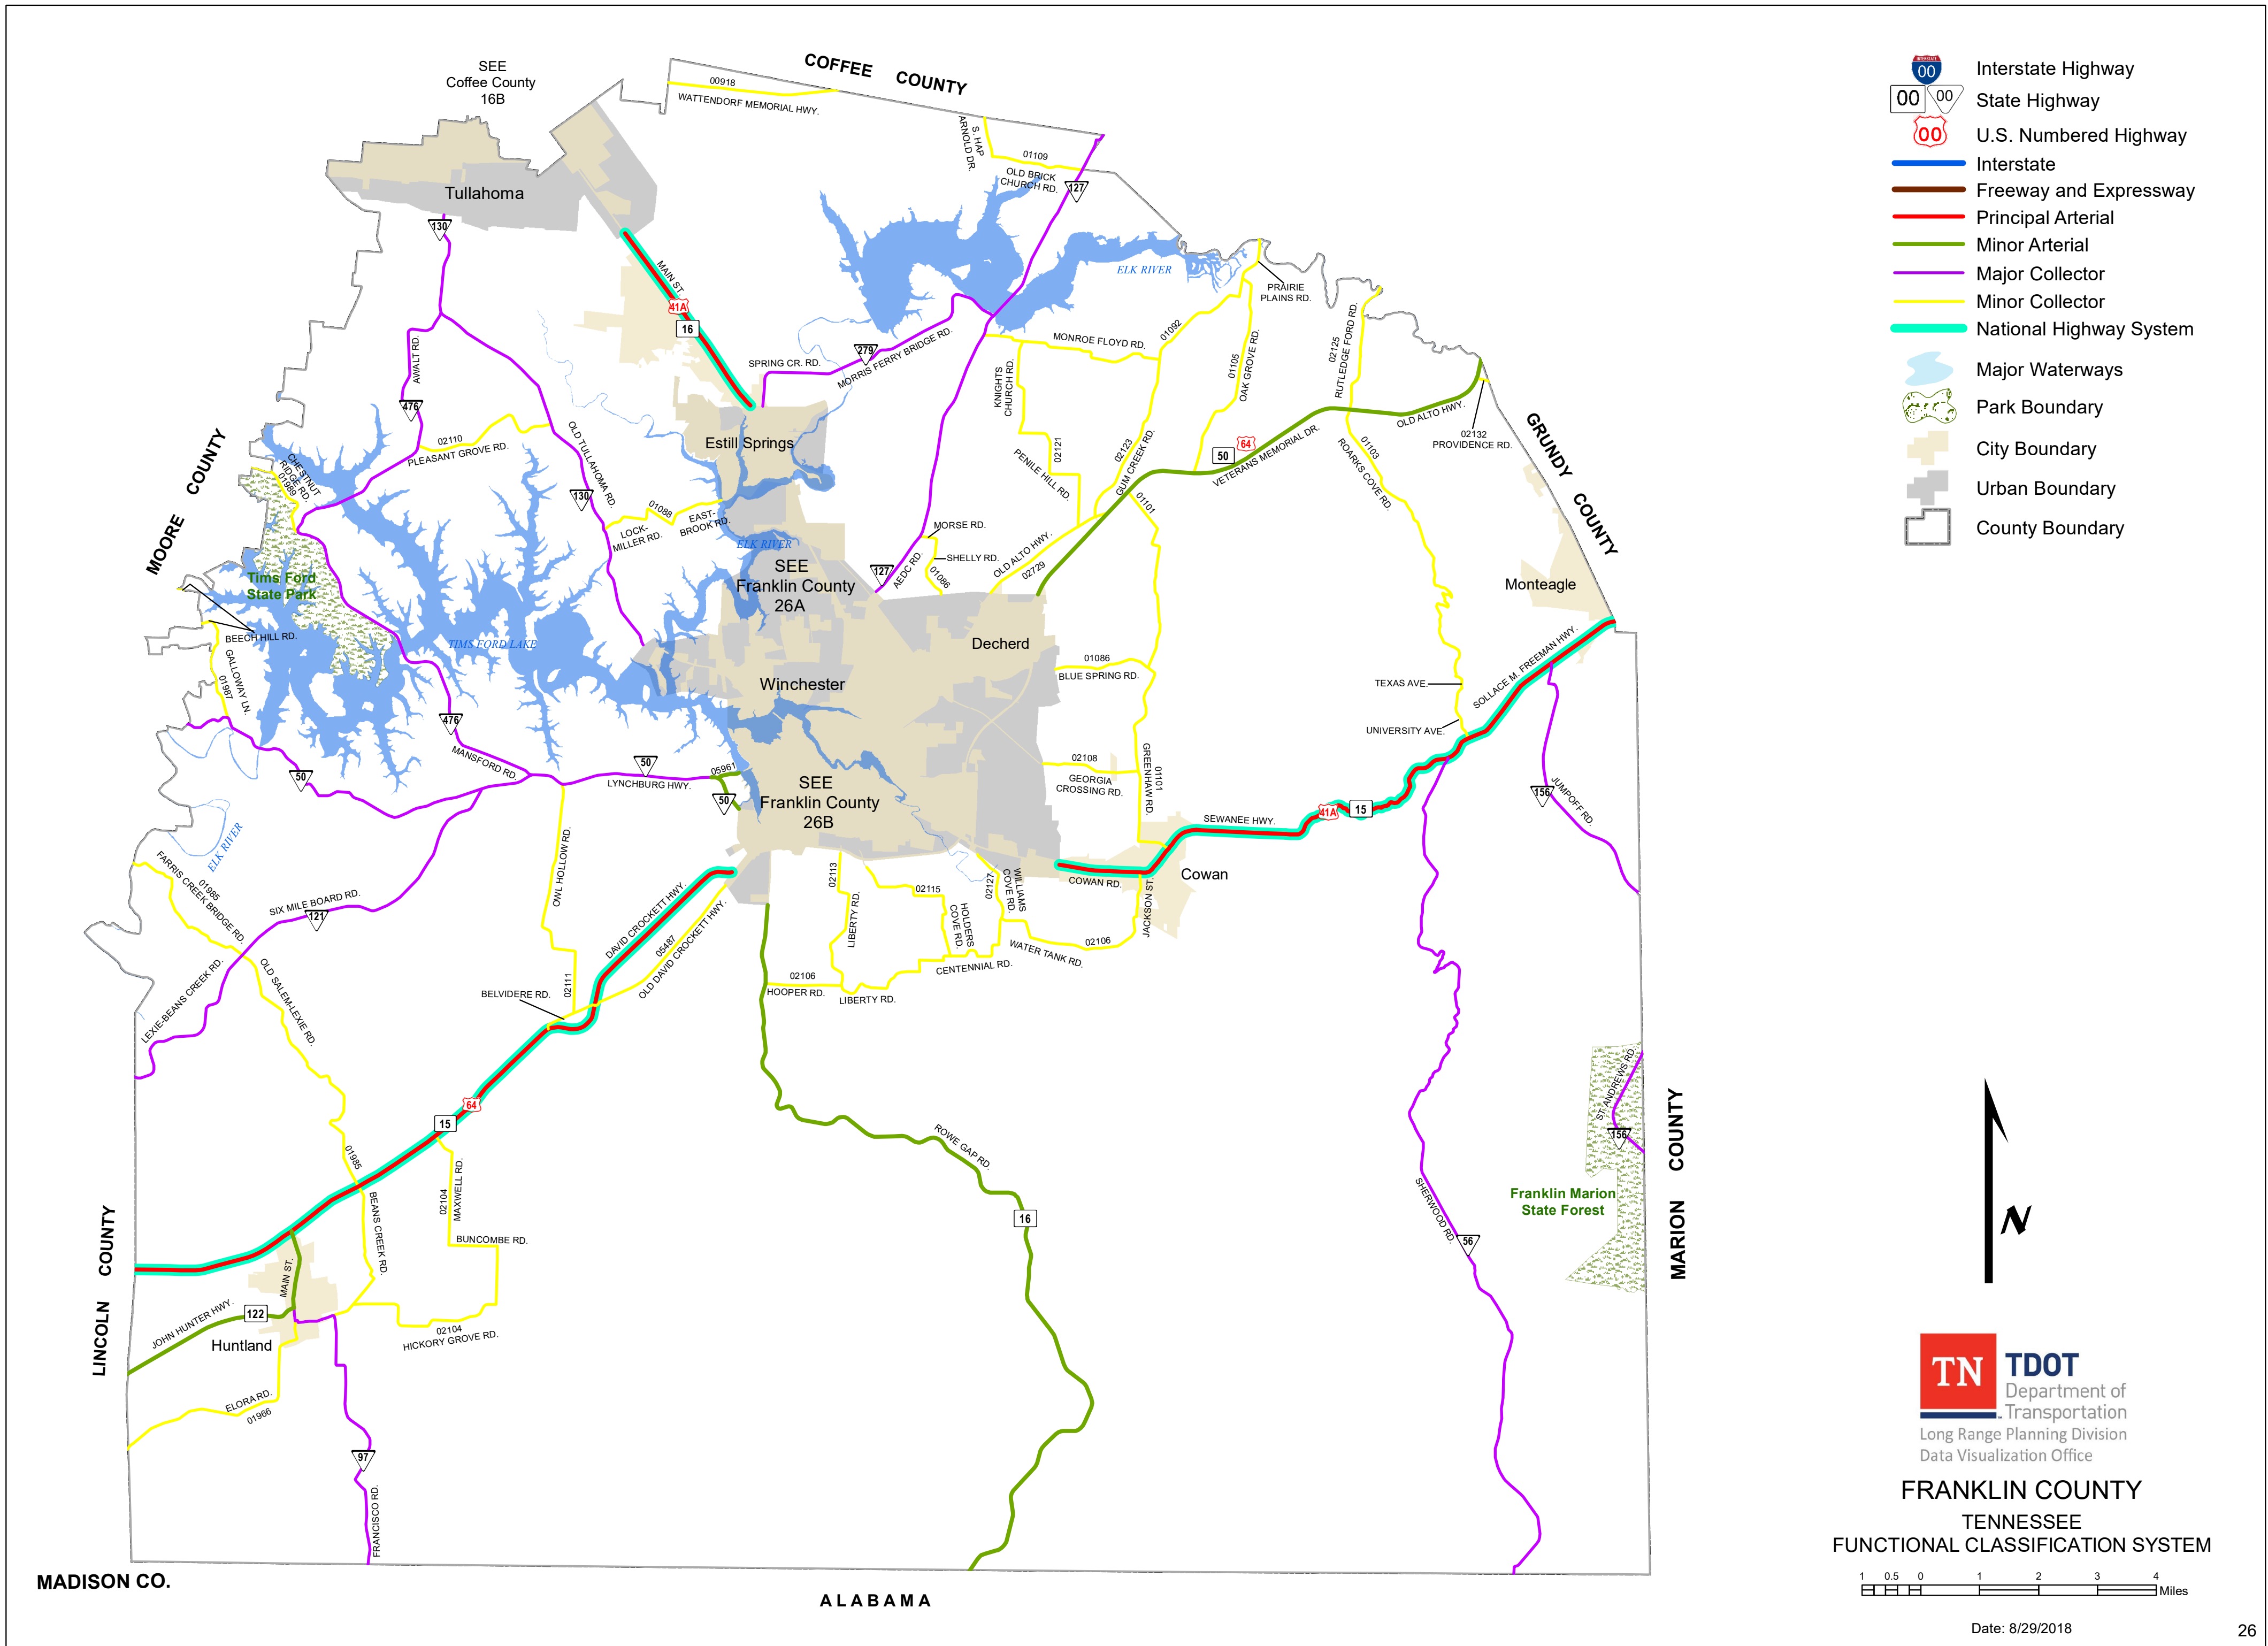 SEE
Coffee County
16B
COFFEE COUNTY
00918
WATTENDORF MEMORIAL HWY.
S. HAP
ARNOLD DR.
01109
OLD BRICK
CHURCH RD.
127
Tullahoma
130
MAIN ST.
41A
16
ELK RIVER
PRAIRIE
PLAINS RD.
SPRING CR. RD.
279
MORRIS FERRY BRIDGE RD.
MONROE FLOYD RD.
01092
KNIGHTS
CHURCH RD.
01105
OAK GROVE RD.
02125
RUTLEDGE FORD RD.
AWALT RD.
476
02110
PLEASANT GROVE RD.
OLD TULLAHOMA RD.
130
Estill Springs
02121
PENILE HILL RD.
02123
GUM CREEK RD.
50
64
VETERANS MEMORIAL DR.
OLD ALTO HWY.
02132
PROVIDENCE RD.
01103
ROARKS COVE RD.
GRUNDY COUNTY
MOORE COUNTY
CHESTNUT
RIDGE RD.
01989
01088
LOCK-
MILLER RD.
EAST-
BROOK RD.
ELK RIVER
SEE
Franklin County
26A
127
AEDC RD.
MORSE RD.
SHELLY RD.
01086
OLD ALTO HWY.
02729
01101
Tims Ford
State Park
BEECH HILL RD.
GALLOWAY LN.
01987
TIMS FORD LAKE
Winchester
Decherd
01086
BLUE SPRING RD.
Monteagle
SOLLACE M. FREEMAN HWY.
TEXAS AVE.
UNIVERSITY AVE.
476
MANSFORD RD.
50
50
LYNCHBURG HWY.
05961
50
SEE
Franklin County
26B
02108
GEORGIA
CROSSING RD.
01101
GREENHAW RD.
156
JUMPOFF RD.
ELK RIVER
SEWANEE HWY.
41A
15
Cowan
COWAN RD.
JACKSON ST.
FARRIS CREEK BRIDGE RD.
01985
SIX MILE BOARD RD.
121
OWL HOLLOW RD.
02111
DAVID CROCKETT HWY.
05487
OLD DAVID CROCKETT HWY.
BELVIDERE RD.
02113
LIBERTY RD.
02115
HOLDERS
COVE RD.
02127
WILLIAMS
COVE RD.
WATER TANK RD.
02106
CENTENNIAL RD.
02106
HOOPER RD.
LIBERTY RD.
LEXIE-BEANS CREEK RD.
OLD SALEM-LEXIE RD.
15
64
01985
BEANS CREEK RD.
02104
MAXWELL RD.
BUNCOMBE RD.
02104
HICKORY GROVE RD.
ROWE GAP RD.
16
SHERWOOD RD.
56
ST. ANDREWS RD.
156
Franklin Marion
State Forest
MARION COUNTY
LINCOLN COUNTY
MAIN ST.
122
JOHN HUNTER HWY.
Huntland
ELORA RD.
01966
97
FRANCISCO RD.
MADISON CO.
ALABAMA
INTERSTATE
00
Interstate Highway
00
00
State Highway
00
U.S. Numbered Highway
Interstate
Freeway and Expressway
Principal Arterial
Minor Arterial
Major Collector
Minor Collector
National Highway System
Major Waterways
Park Boundary
City Boundary
Urban Boundary
County Boundary
N
TN
TDOT
Department of
Transportation
Long Range Planning Division
Data Visualization Office
FRANKLIN COUNTY
TENNESSEE
FUNCTIONAL CLASSIFICATION SYSTEM
1 0.5 0 1 2 3 4
Miles
Date: 8/29/2018
26